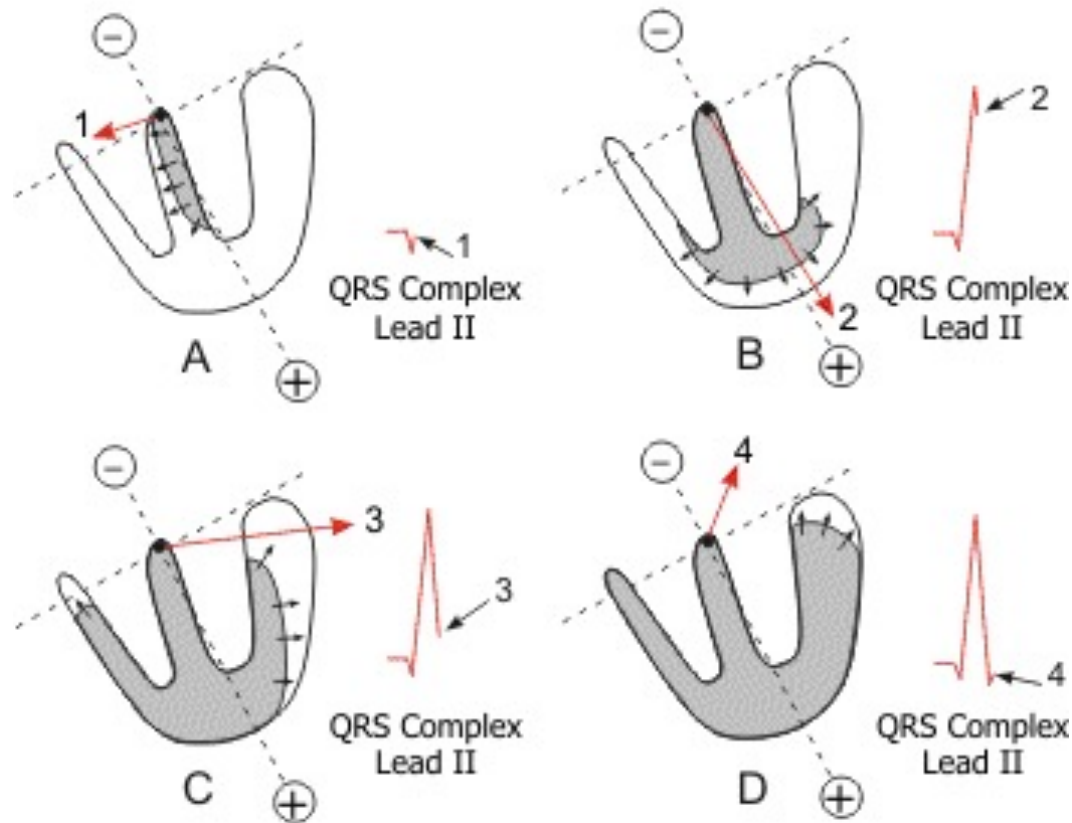 −
1
1
QRS Complex
Lead II
A
+
−
2
2
QRS Complex
Lead II
B
+
−
3
3
QRS Complex
Lead II
C
+
−
4
4
QRS Complex
Lead II
D
+